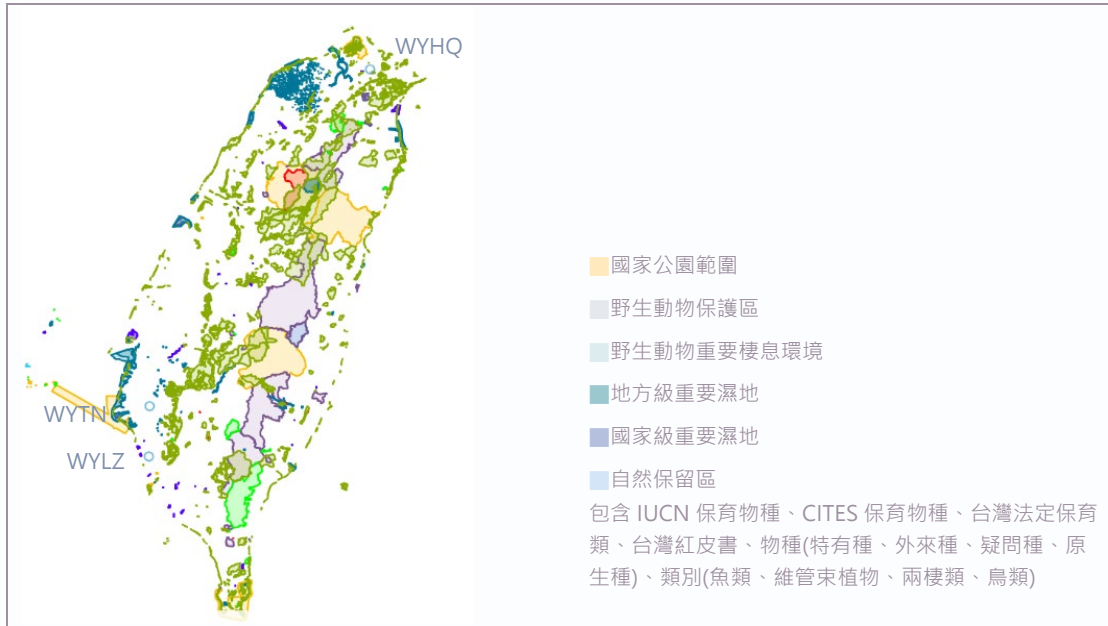 WYHQ
WYTN
WYLZ
國家公園範圍
野生動物保護區
野生動物重要棲息環境
地方級重要濕地
國家級重要濕地
自然保留區
包含 IUCN 保育物種、CITES 保育物種、台灣法定保育
類、台灣紅皮書、物種(特有種、外來種、疑問種、原
生種)、類別(魚類、維管束植物、兩棲類、鳥類)